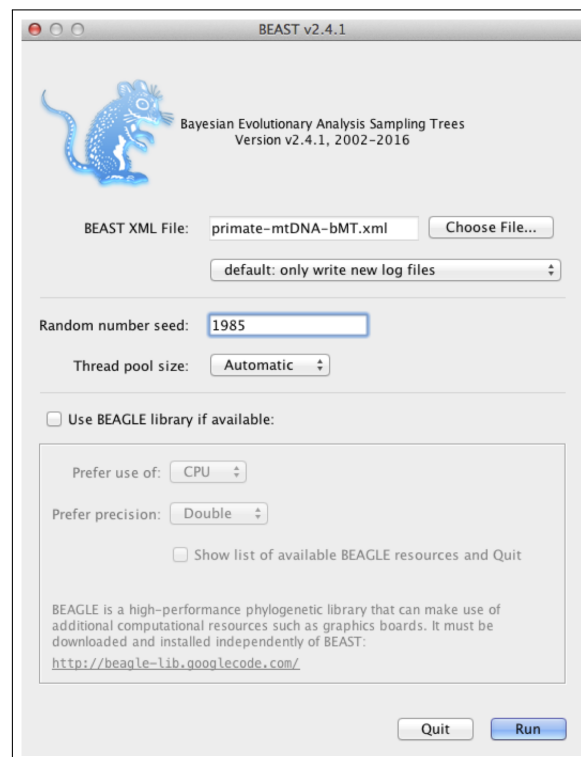 BEAST v2.4.1
Bayesian Evolutionary Analysis Sampling Trees
Version v2.4.1, 2002-2016
BEAST XML File: primate-mtDNA-bMT.xml Choose File...
default: only write new log files
Random number seed: 1985
Thread pool size: Automatic
Use BEAGLE library if available:
Prefer use of: CPU
Prefer precision: Double
Show list of available BEAGLE resources and Quit
BEAGLE is a high-performance phylogenetic library that can make use of
additional computational resources such as graphics boards. It must be
downloaded and installed independently of BEAST:
http://beagle-lib.googlecode.com/
Quit Run